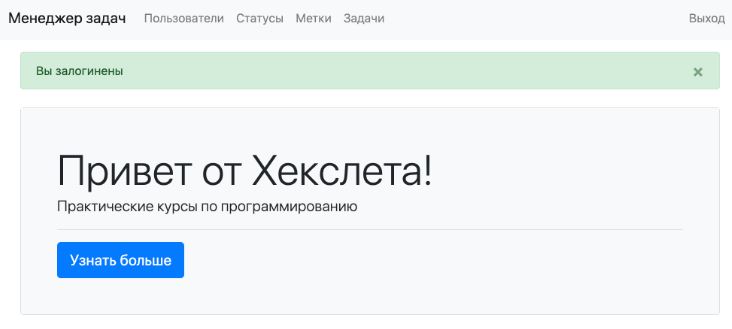 Менеджер задач Пользователи Статусы Метки Задачи Выход
Вы залогинены ×
Привет от Хекслета!
Практические курсы по программированию
Узнать больше